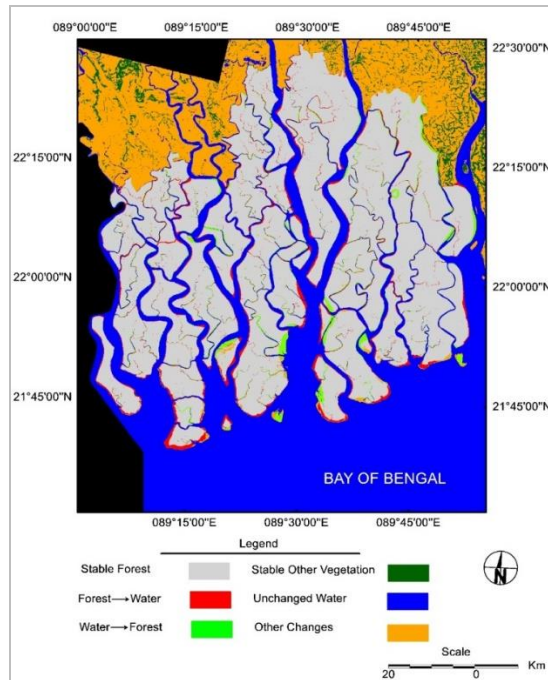 089°00'00"E 089°15'00"E 089°30'00"E 089°45'00"E
22°30'00"N
22°15'00"N 22°15'00"N
22°00'00"N 22°00'00"N
21°45'00"N 21°45'00"N
BAY OF BENGAL
089°15'00"E 089°30'00"E 089°45'00"E
Legend
Stable Forest Stable Other Vegetation
Forest→Water Unchanged Water
Water→Forest Other Changes
N
Scale
Km
20 0